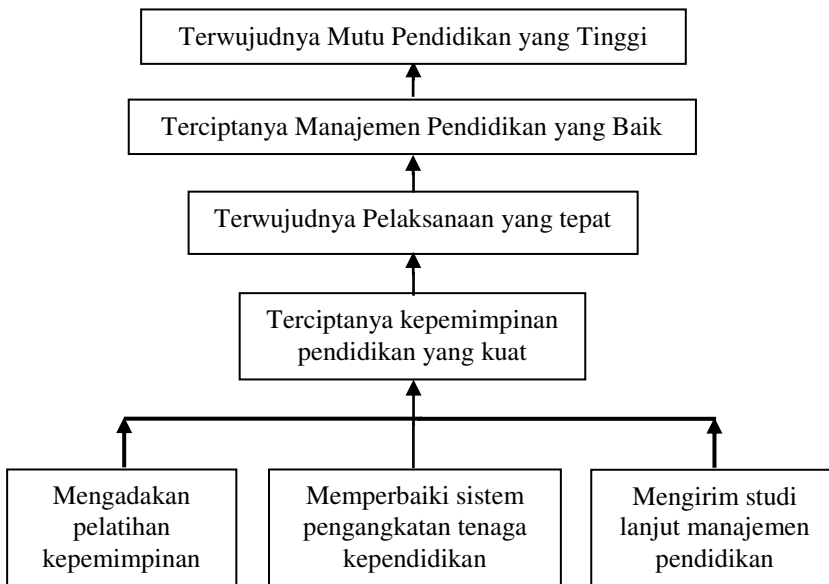 Terwujudnya Mutu Pendidikan yang Tinggi
Terciptanya Manajemen Pendidikan yang Baik
Terwujudnya Pelaksanaan yang tepat
Terciptanya kepemimpinan
pendidikan yang kuat
Mengadakan
pelatihan
kepemimpinan
Memperbaiki sistem
pengangkatan tenaga
kependidikan
Mengirim studi
lanjut manajemen
pendidikan